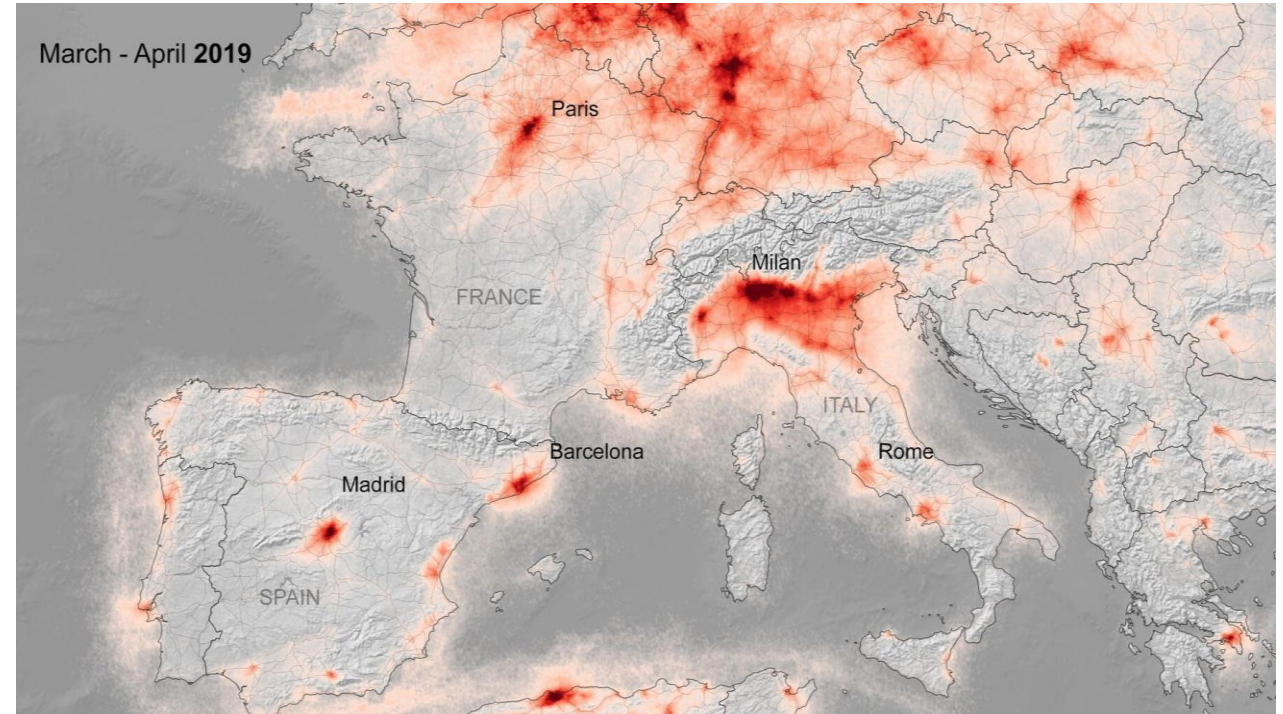 March - April 2019
Paris
Milan
FRANCE
ITALY
Barcelona
Rome
Madrid
SPAIN